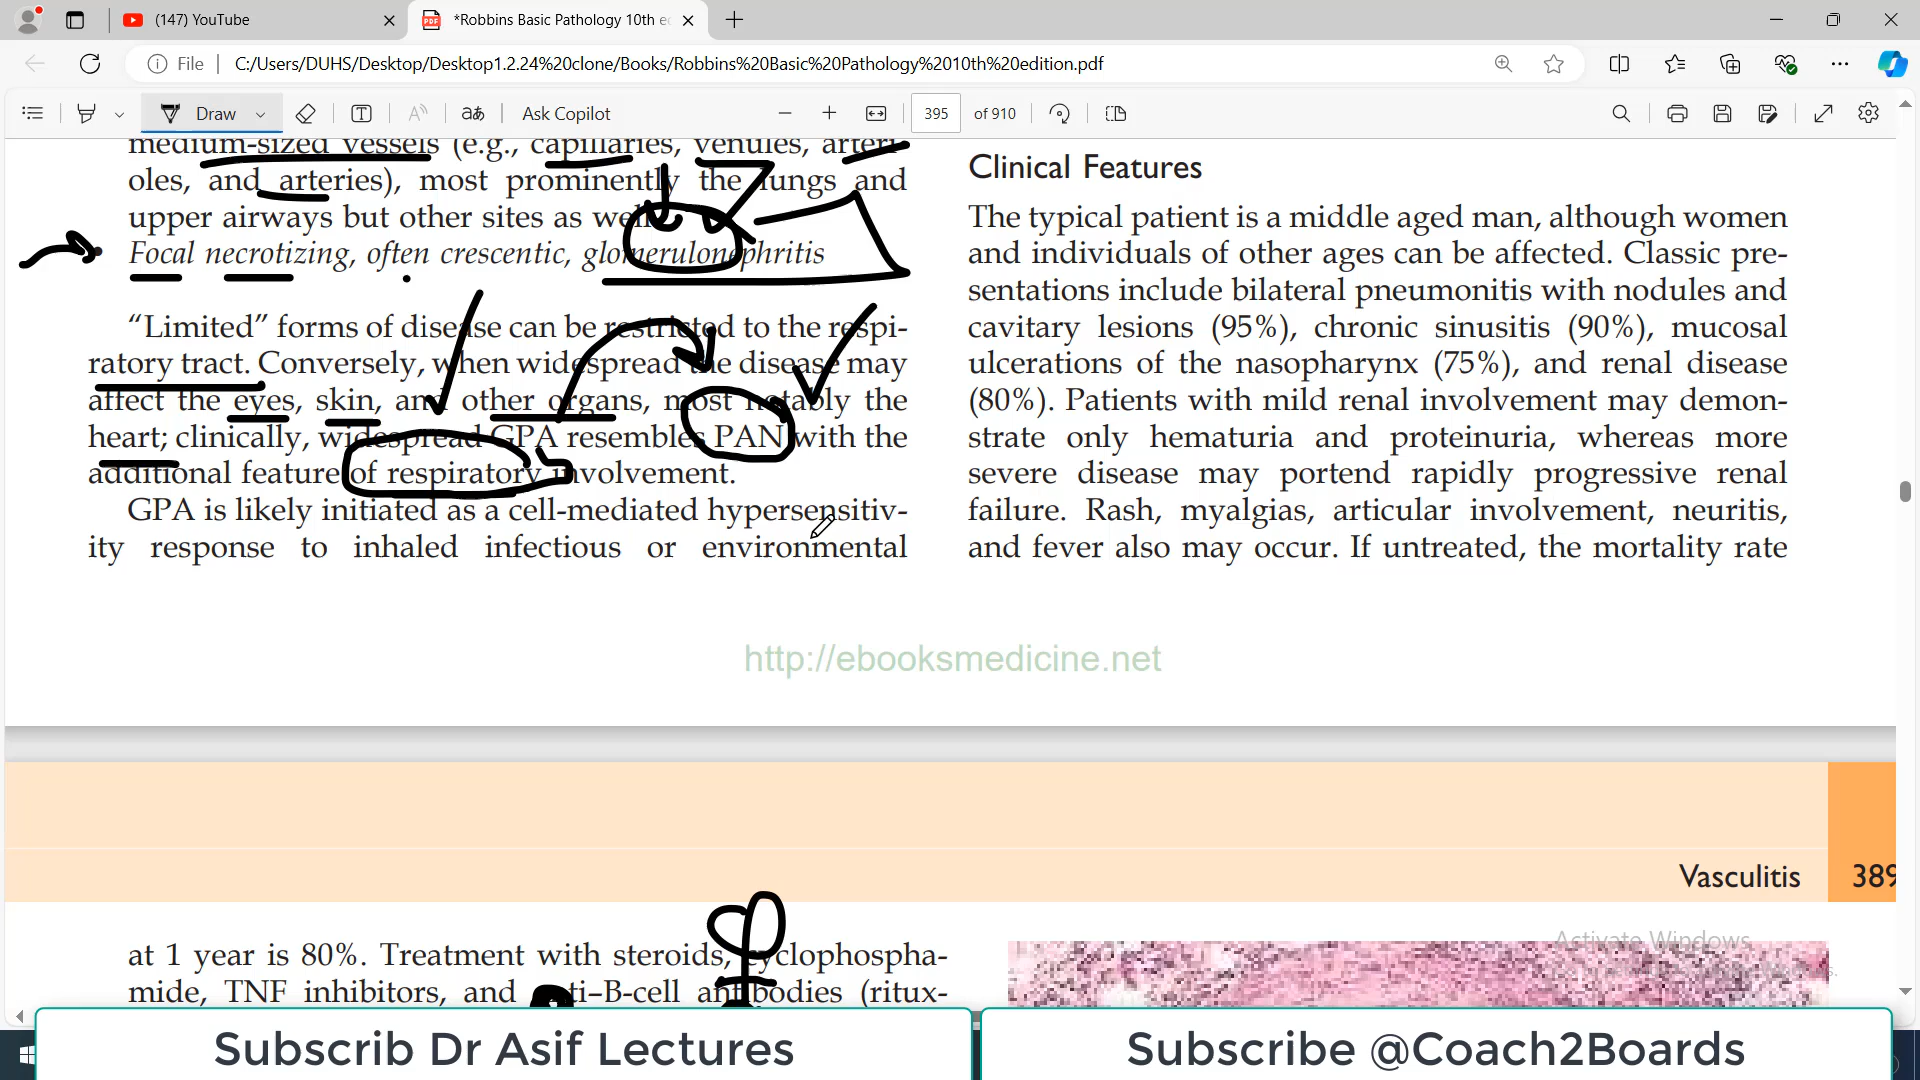 (147) YouTube
*Robbins Basic Pathology 10th e
File
C:/Users/DUHS/Desktop/Desktop1.2.24%20clone/Books/Robbins%20Basic%20Pathology%2010th%20edition.pdf
Draw
Ask Copilot
395 of 910
medium-sized vessels (e.g., capillaries, venules, arteri-
oles, and arteries), most prominently the lungs and
upper airways but other sites as well
• Focal necrotizing, often crescentic, glomerulonephritis
“Limited” forms of disease can be restricted to the respi-
ratory tract. Conversely, when widespread the disease may
affect the eyes, skin, and other organs, most notably the
heart; clinically, widespread GPA resembles PAN with the
additional feature of respiratory involvement.
GPA is likely initiated as a cell-mediated hypersensitiv-
ity response to inhaled infectious or environmental
Clinical Features
The typical patient is a middle aged man, although women
and individuals of other ages can be affected. Classic pre-
sentations include bilateral pneumonitis with nodules and
cavitary lesions (95%), chronic sinusitis (90%), mucosal
ulcerations of the nasopharynx (75%), and renal disease
(80%). Patients with mild renal involvement may demon-
strate only hematuria and proteinuria, whereas more
severe disease may portend rapidly progressive renal
failure. Rash, myalgias, articular involvement, neuritis,
and fever also may occur. If untreated, the mortality rate
http://ebooksmedicine.net
Vasculitis 389
at 1 year is 80%. Treatment with steroids, cyclophospha-
mide, TNF inhibitors, and anti–B-cell antibodies (ritux-
Activate Windows
Subscrib Dr Asif Lectures
Subscribe @Coach2Boards